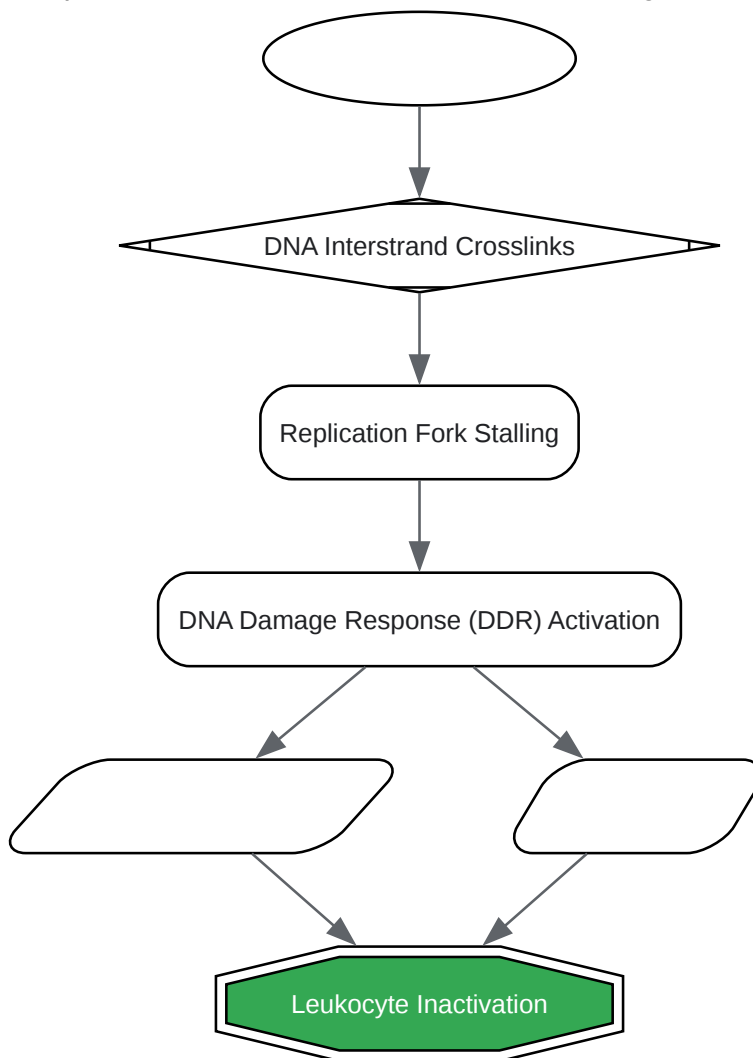 DNA Interstrand Crosslinks
Replication Fork Stalling
DNA Damage Response (DDR) Activation
Leukocyte Inactivation